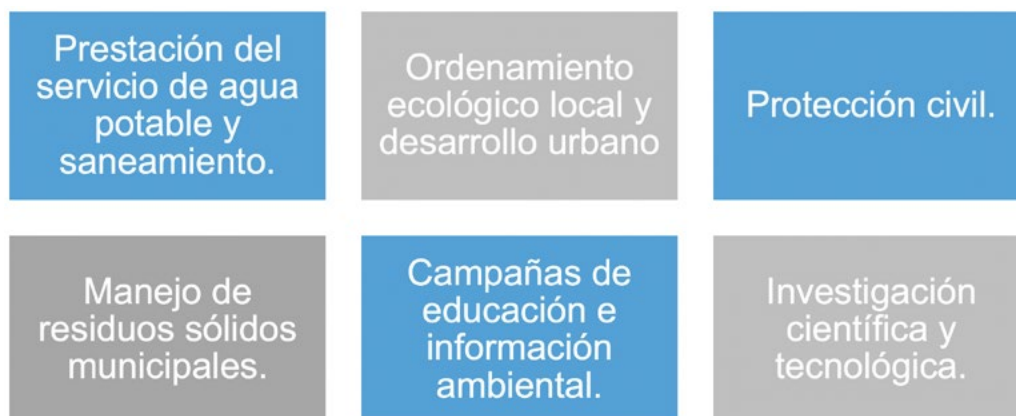 Prestación del
servicio de agua
potable y
saneamiento.
Ordenamiento
ecológico local y
desarrollo urbano
Protección civil.
Manejo de
residuos sólidos
municipales.
Campañas de
educación e
información
ambiental.
Investigación
científica y
tecnológica.